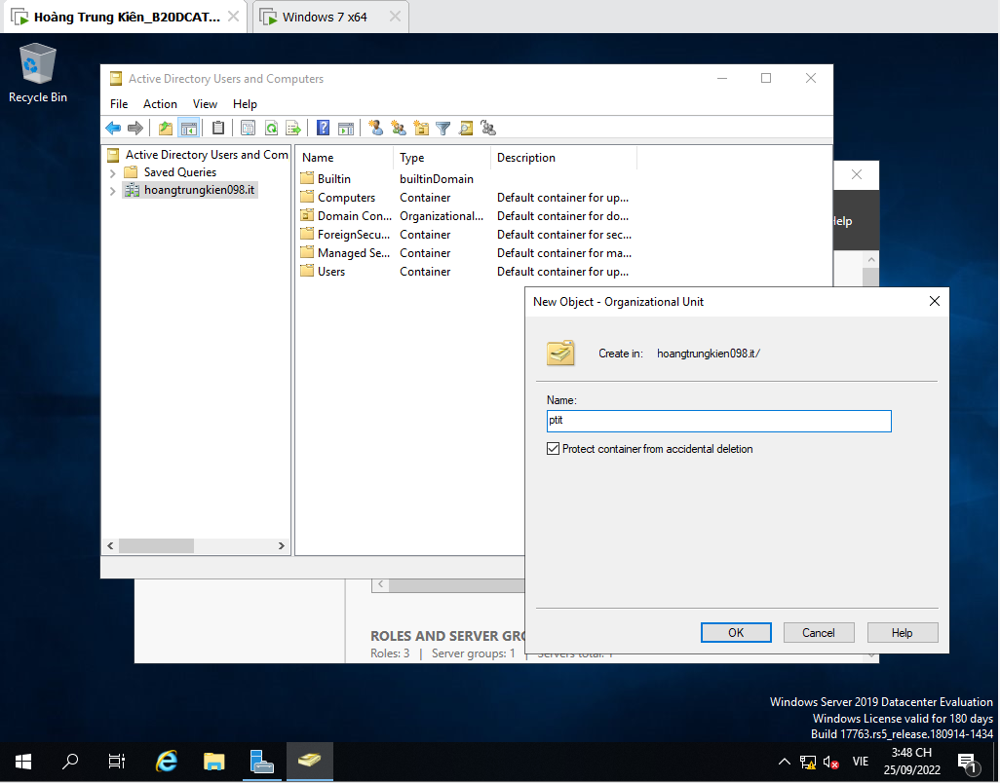 Hoàng Trung Kiên_B20DCAT...
Windows 7 x64
Recycle Bin
Active Directory Users and Computers
File Action View Help
Active Directory Users and Com
Saved Queries
hoangtrungkien098.it
Name Type Description
Builtin builtinDomain
Computers Container Default container for up...
Domain Con... Organizational... Default container for do...
ForeignSecu... Container Default container for sec...
Managed Se... Container Default container for ma...
Users Container Default container for up...
Help
New Object - Organizational Unit
Create in: hoangtrungkien098.it/
Name:
ptit
Protect container from accidental deletion
OK Cancel Help
ROLES AND SERVER GRO
Roles: 3 | Server groups: 1 | Servers total: 1
Windows Server 2019 Datacenter Evaluation
Windows License valid for 180 days
Build 17763.rs5_release.180914-1434
VIE
3:48 CH
25/09/2022
1